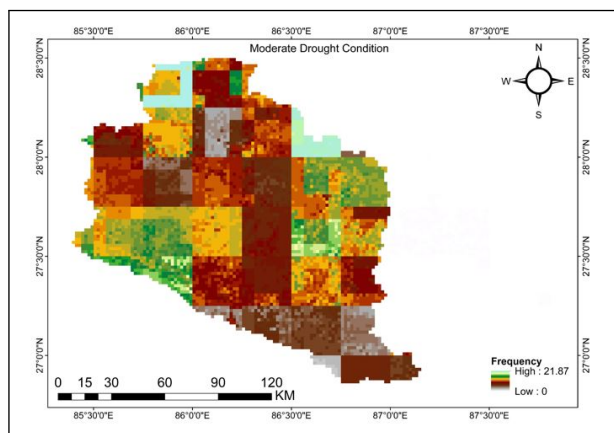 85°30'0"E 86°0'0"E 86°30'0"E 87°0'0"E 87°30'0"E
Moderate Drought Condition
N
W E
S
28°30'0"N 28°30'0"N
28°0'0"N 28°0'0"N
27°30'0"N 27°30'0"N
27°0'0"N 27°0'0"N
Frequency
High : 21.87
Low : 0
0 15 30 60 90 120
KM
85°30'0"E 86°0'0"E 86°30'0"E 87°0'0"E 87°30'0"E